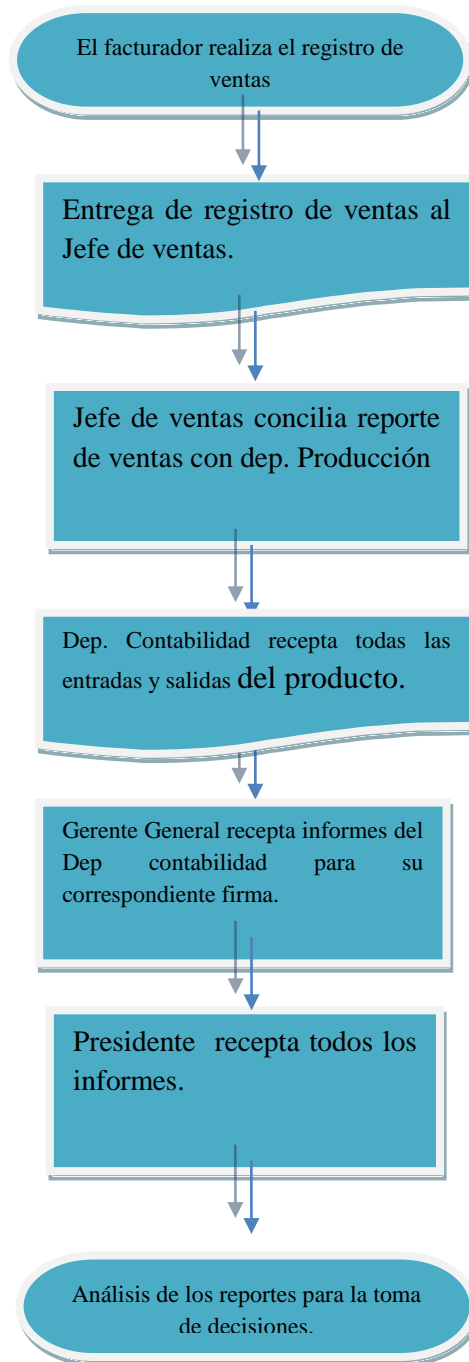 El facturador realiza el registro de
ventas
Entrega de registro de ventas al
Jefe de ventas.
Jefe de ventas concilia reporte
de ventas con dep. Producción
Dep. Contabilidad recepta todas las
entradas y salidas del producto.
Gerente General recepta informes del
Dep contabilidad para su
correspondiente firma.
Presidente recepta todos los
informes.
Análisis de los reportes para la toma
de decisiones.